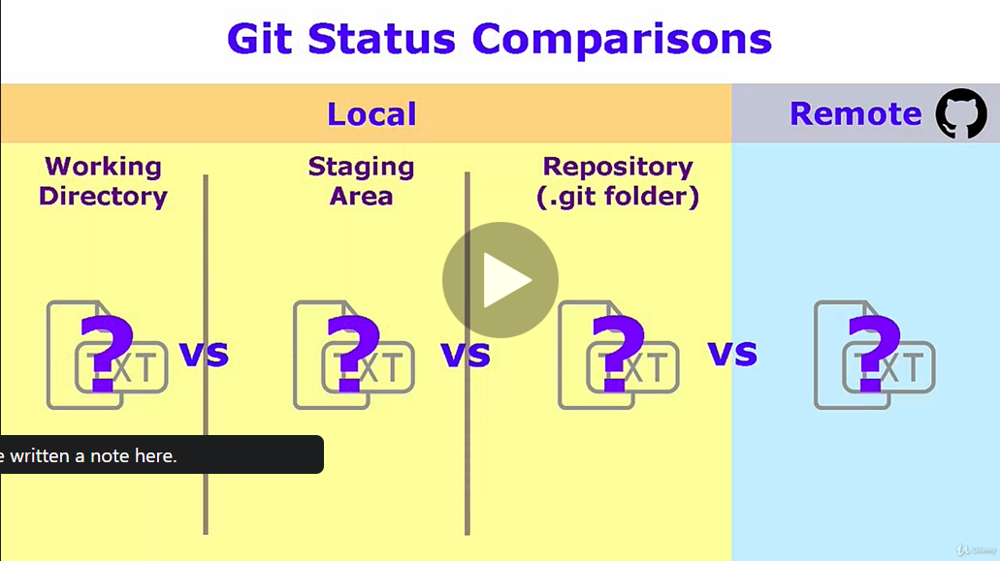 Git Status Comparisons
Local
Remote
Working
Directory
Staging
Area
Repository
(.git folder)
TXT vs TXT vs TXT vs TXT
? ? ? ?
e written a note here.
Udemy